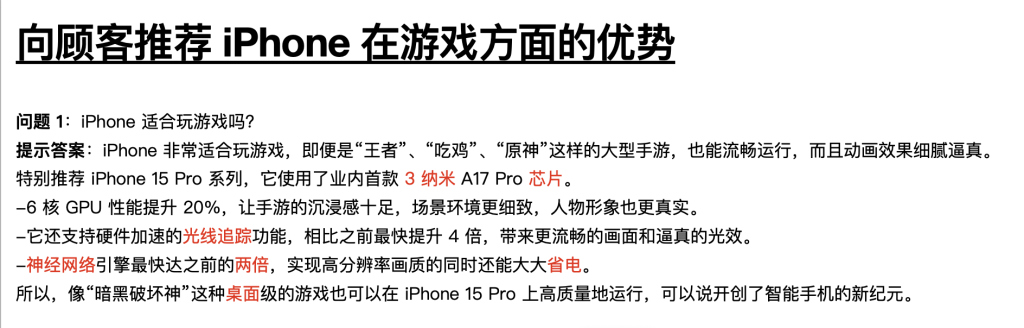 向顾客推荐 iPhone 在游戏方面的优势
问题 1：iPhone 适合玩游戏吗？
提示答案：iPhone 非常适合玩游戏，即便是“王者”、“吃鸡”、“原神”这样的大型手游，也能流畅运行，而且动画效果细腻逼真。
特别推荐 iPhone 15 Pro 系列，它使用了业内首款 3 纳米 A17 Pro 芯片。
–6 核 GPU 性能提升 20%，让手游的沉浸感十足，场景环境更细致，人物形象也更真实。
–它还支持硬件加速的光线追踪功能，相比之前最快提升 4 倍，带来更流畅的画面和逼真的光效。
–神经网络引擎最快达之前的两倍，实现高分辨率画质的同时还能大大省电。
所以，像“暗黑破坏神”这种桌面级的游戏也可以在 iPhone 15 Pro 上高质量地运行，可以说开创了智能手机的新纪元。